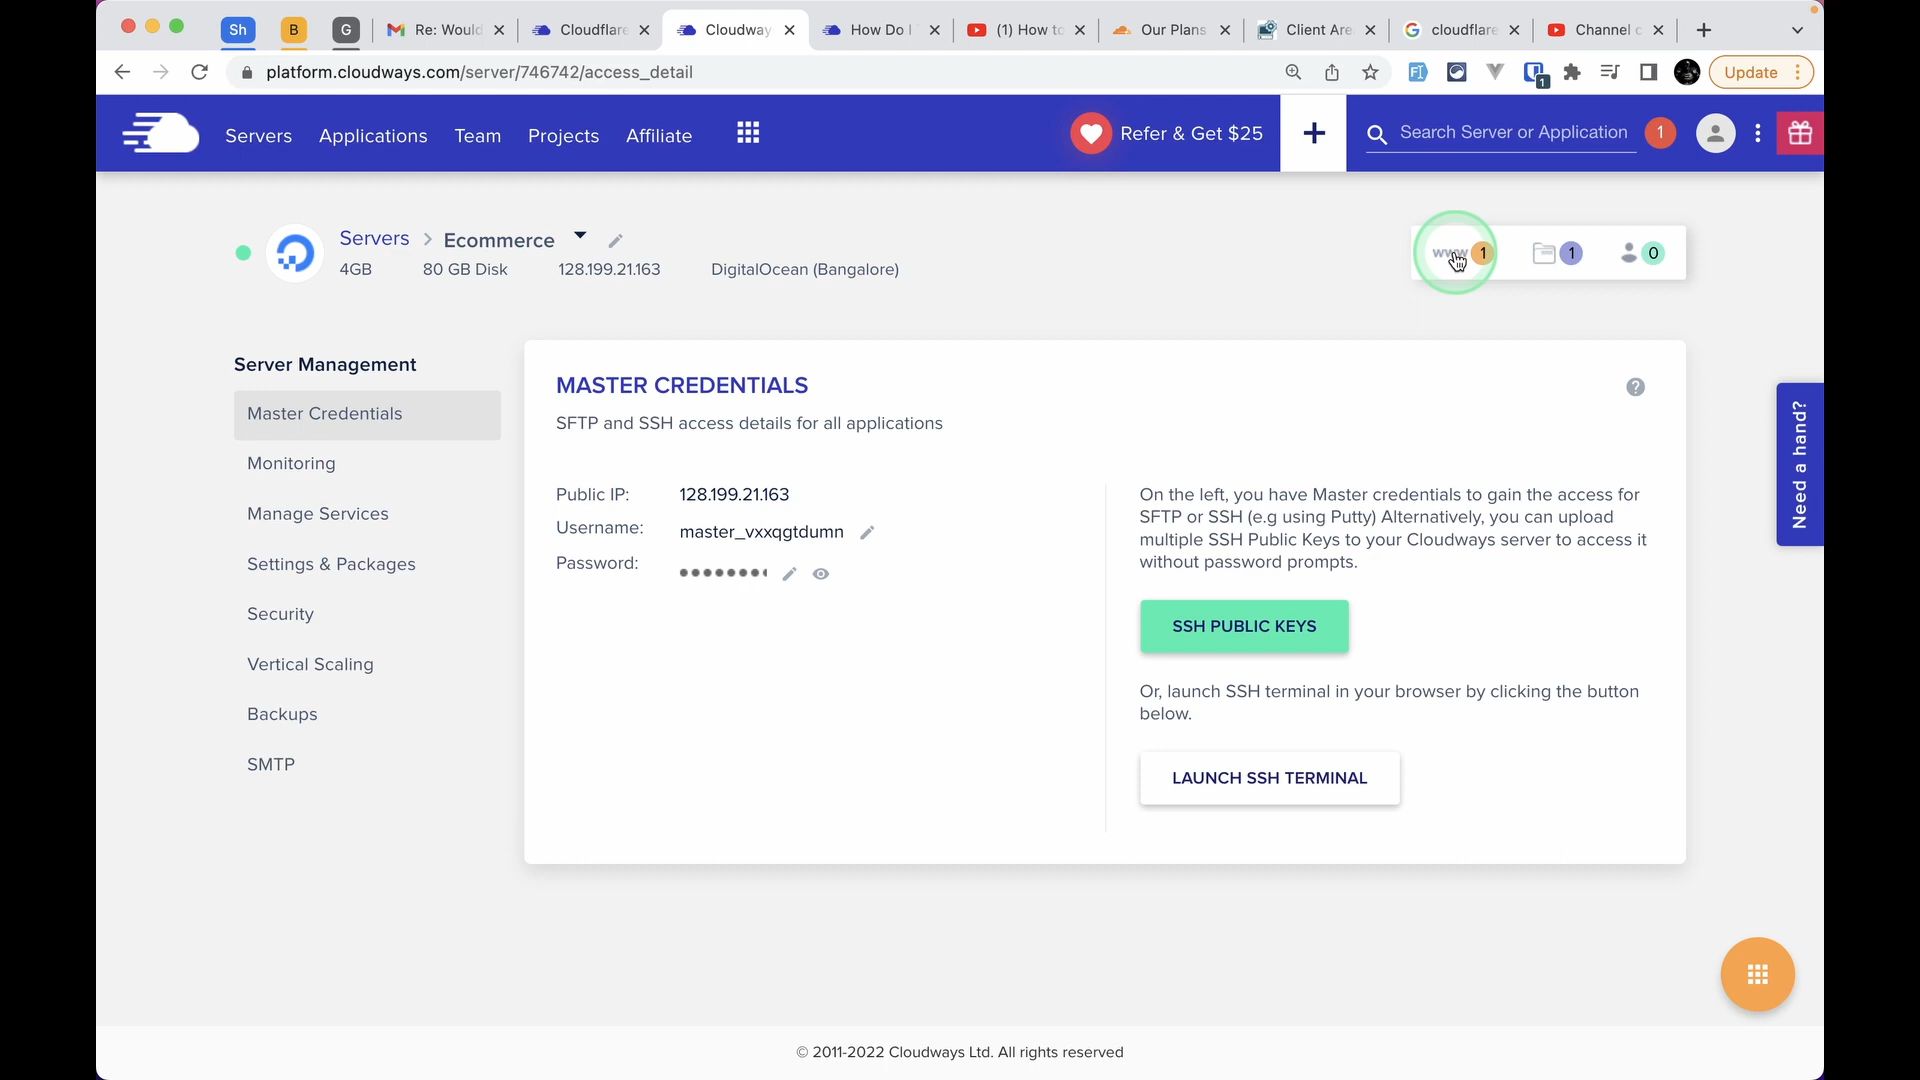 Sh
B
G
Re: Would
Cloudflare
Cloudway
How Do I
(1) How to
Our Plans
Client Are
cloudflare
Channel c
platform.cloudways.com/server/746742/access_detail
1
Update
Servers
Applications
Team
Projects
Affiliate
Refer & Get $25
Search Server or Application
1
Servers > Ecommerce
4GB
80 GB Disk
128.199.21.163
DigitalOcean (Bangalore)
www 1
1
0
Server Management
Master Credentials
Monitoring
Manage Services
Settings & Packages
Security
Vertical Scaling
Backups
SMTP
MASTER CREDENTIALS
SFTP and SSH access details for all applications
Public IP: 128.199.21.163
Username: master_vxxqgtdumn
Password:
On the left, you have Master credentials to gain the access for
SFTP or SSH (e.g using Putty) Alternatively, you can upload
multiple SSH Public Keys to your Cloudways server to access it
without password prompts.
SSH PUBLIC KEYS
Or, launch SSH terminal in your browser by clicking the button
below.
LAUNCH SSH TERMINAL
Need a hand?
© 2011-2022 Cloudways Ltd. All rights reserved